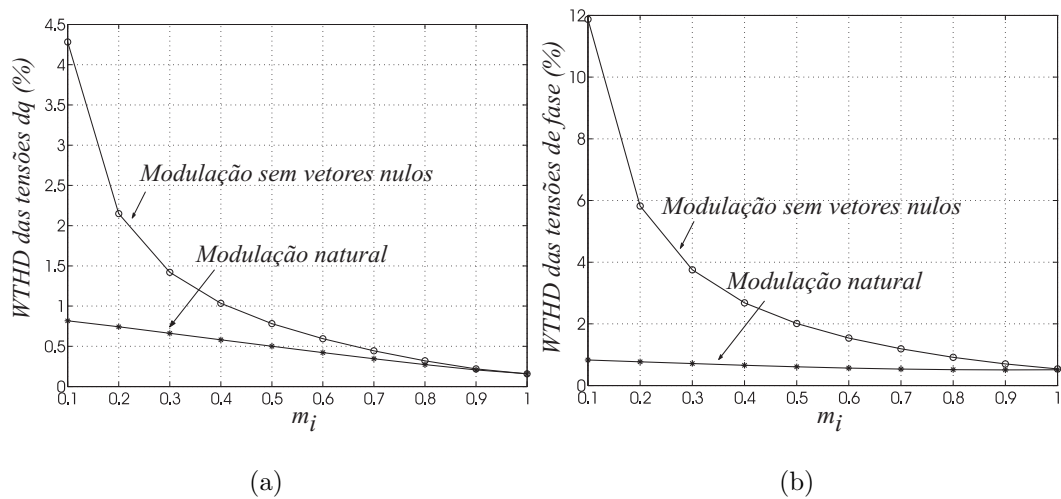 WTHD das tensões dq (%)
4.5
4
3.5
3
2.5
2
1.5
1
0.5
0
Modulação sem vetores nulos
Modulação natural
0.1 0.2 0.3 0.4 0.5 0.6 0.7 0.8 0.9 1
m_i
(a)
WTHD das tensões de fase (%)
12
10
8
6
4
2
0
Modulação sem vetores nulos
Modulação natural
0.1 0.2 0.3 0.4 0.5 0.6 0.7 0.8 0.9 1
m_i
(b)